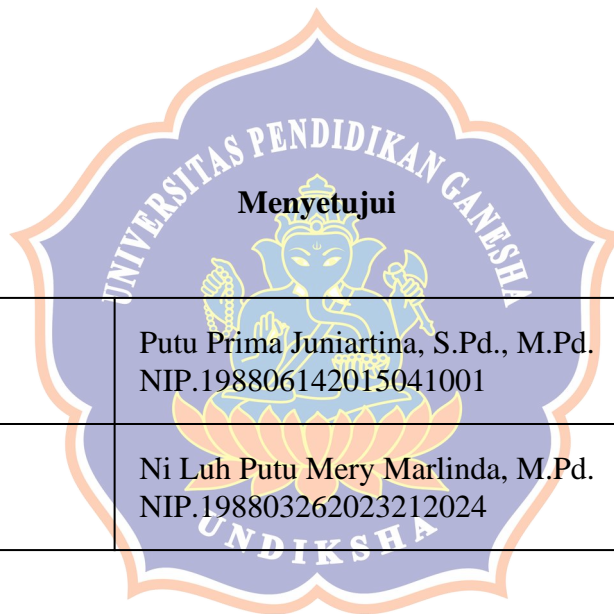 UNIVERSITAS PENDIDIKAN GANESHA
Menyetujui
Putu Prima Juniartina, S.Pd., M.Pd.
NIP.198806142015041001
Ni Luh Putu Mery Marlinda, M.Pd.
NIP.198803262023212024
UNDIKSHA